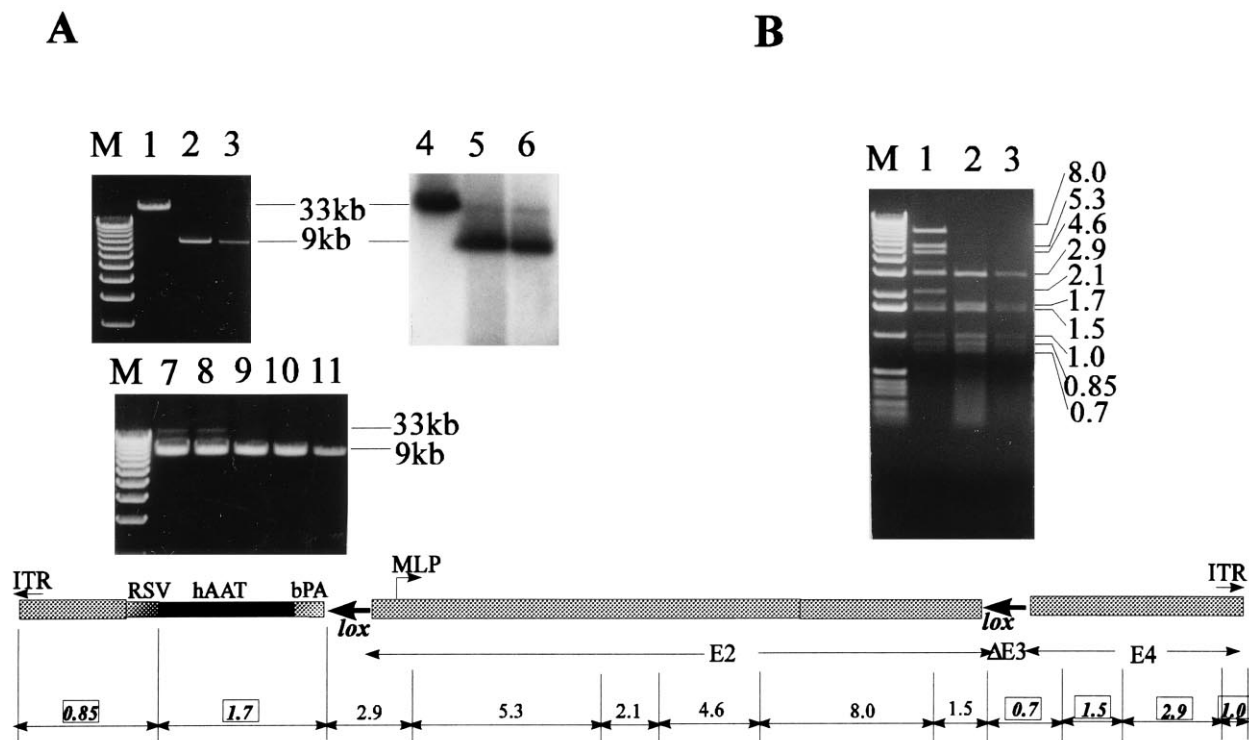 A
B
M 1 2 3
4 5 6
33kb
9kb
M 7 8 9 10 11
33kb
9kb
M 1 2 3
8.0
5.3
4.6
2.9
2.1
1.7
1.5
1.0
0.85
0.7
ITR
RSV hAAT bPA
lox
MLP
lox
ITR
E2
ΔE3
E4
0.85 1.7 2.9 5.3 2.1 4.6 8.0 1.5 0.7 1.5 2.9 1.0